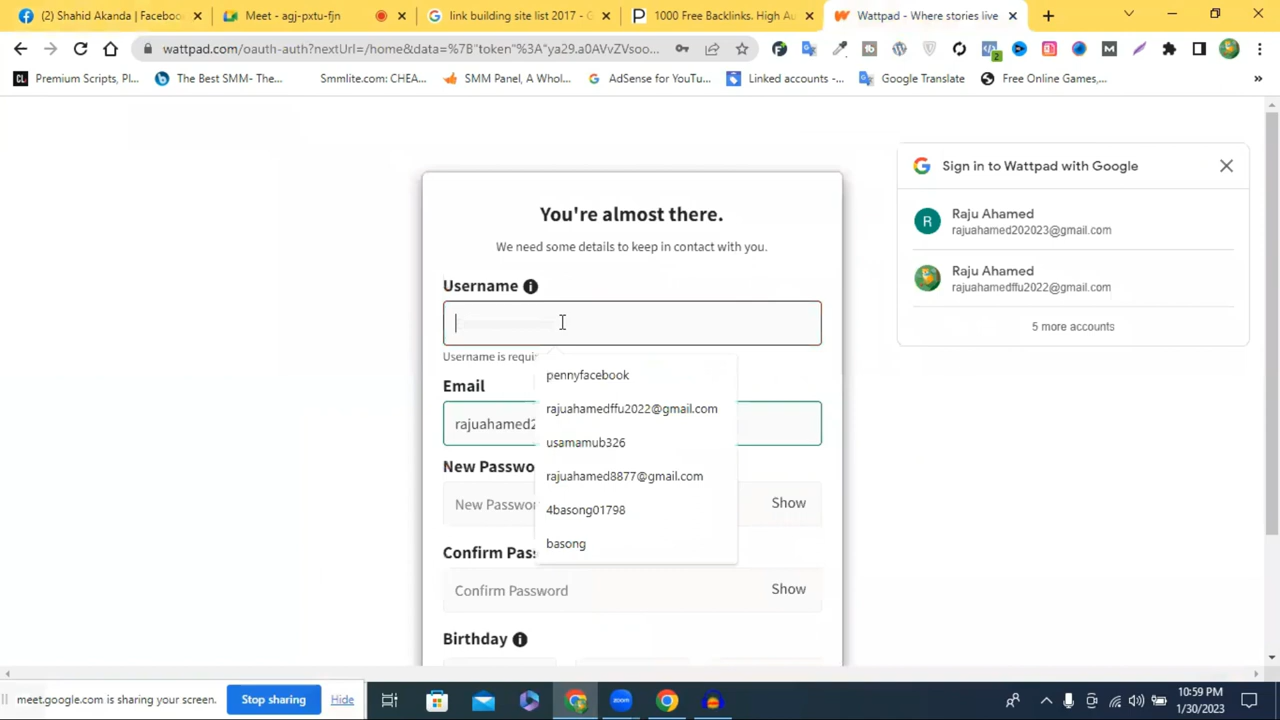 (2) Shahid Akanda | Facebook
Meet - agj-pxtu-fjn
link building site list 2017 - G
1000 Free Backlinks. High Au
Wattpad - Where stories live
wattpad.com/oauth-auth?nextUrl=/home&data=%7B"token"%3A"ya29.a0AVvZVsoo...
2
CL Premium Scripts, Pl...
The Best SMM- The...
Smmlite.com: CHEA...
SMM Panel, A Whol...
AdSense for YouTu...
Linked accounts -...
Google Translate
Free Online Games,...
Sign in to Wattpad with Google
R
Raju Ahamed
rajuahamed202023@gmail.com
Raju Ahamed
rajuahamedffu2022@gmail.com
5 more accounts
You're almost there.
We need some details to keep in contact with you.
Username
Username is requi
pennyfacebook
rajuahamedffu2022@gmail.com
usamamub326
rajuahamed8877@gmail.com
4basong01798
basong
Email
rajuahamed2
New Passwo
New Passwor
Show
Confirm Pas
Confirm Password
Show
Birthday
meet.google.com is sharing your screen.
Stop sharing
Hide
10:59 PM
1/30/2023